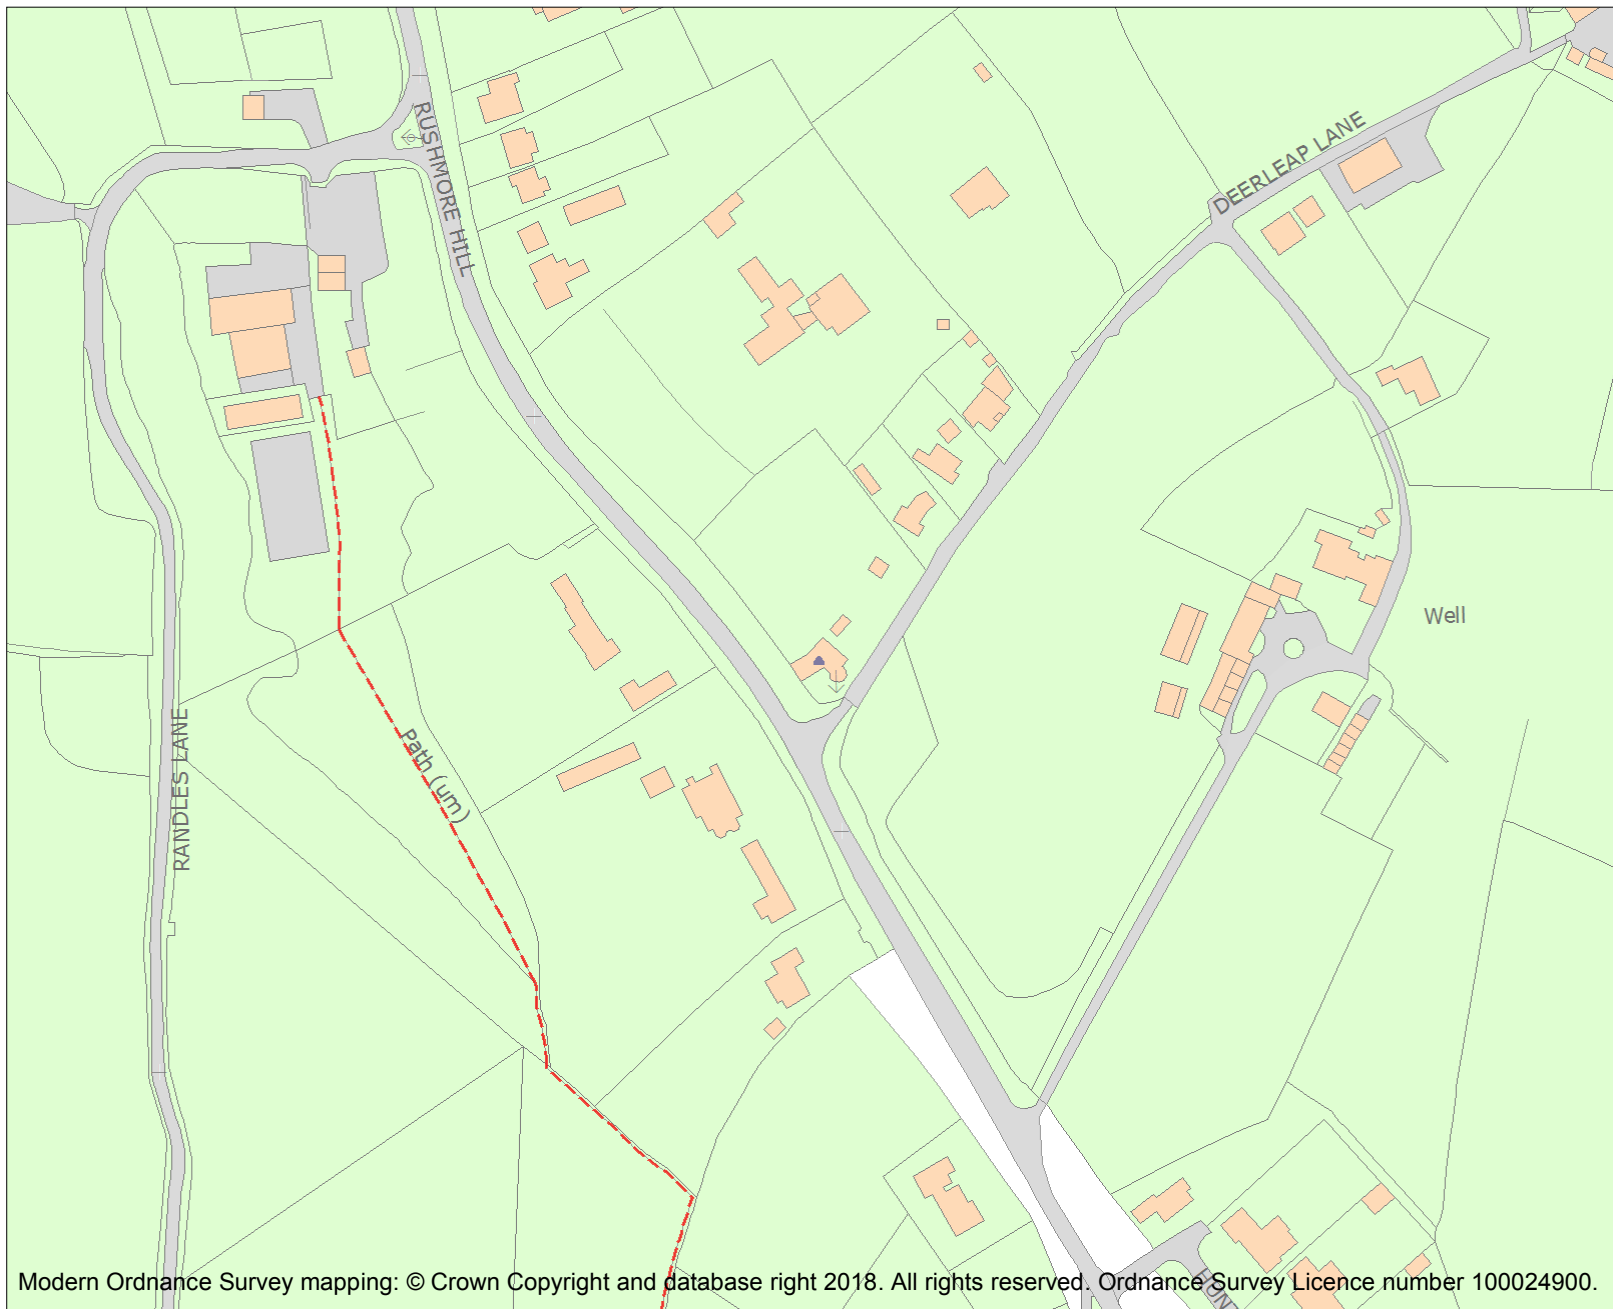 RUSHMORE HILL
DEERLEAP LANE
Well
RANDLES LANE
Path (um)
HUN
Modern Ordnance Survey mapping: © Crown Copyright and database right 2018. All rights reserved. Ordnance Survey Licence number 100024900.